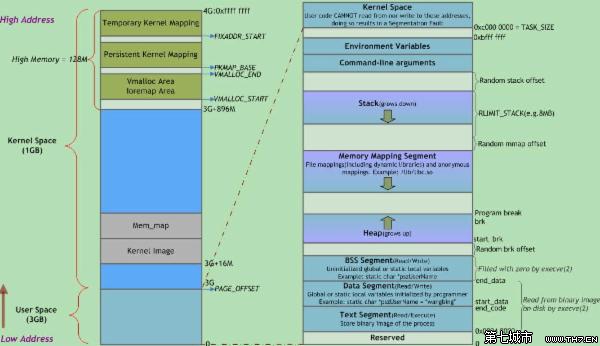 High Address
Temporary Kernel Mapping
4G:0xffff ffff
FIXADDR_START
High Memory = 128M
Persistent Kernel Mapping
PKMAP_BASE
VMALLOC_END
Vmalloc Area
Ioremap Area
VMALLOC_START
3G+896M
Kernel Space
(1GB)
Mem_map
Kernel Image
3G+16M
3G
PAGE_OFFSET
User Space
(3GB)
Low Address
0
Kernel Space
User code CANNOT read from nor write to these addresses,
doing so results in a Segmentation Fault
0xc000 0000 = TASK_SIZE
0xbfff ffff
Environment Variables
Command-line arguments
Random stack offset
Stack(grows down)
RLIMIT_STACK(e.g.8MB)
Random mmap offset
Memory Mapping Segment
File mappings(including dynamic libraries) and anonymous
mappings. Example: /lib/libc.so
Program break
brk
Heap(grows up)
start_brk
Random brk offset
BSS Segment(Read/Write)
Uninitialized global or static local variables
Example: static char *pszUserName
Filled with zero by execve(2)
end_data
Data Segment(Read/Write)
Global or static local variables initialized by programmer
Example: static char *pszUserName = "wangbing"
start_data
end_code
Read from binary image
on disk by execve(2)
Text Segment(Read/Execute)
Store binary image of the process
Reserved
0
第七城市
www.th7.cn